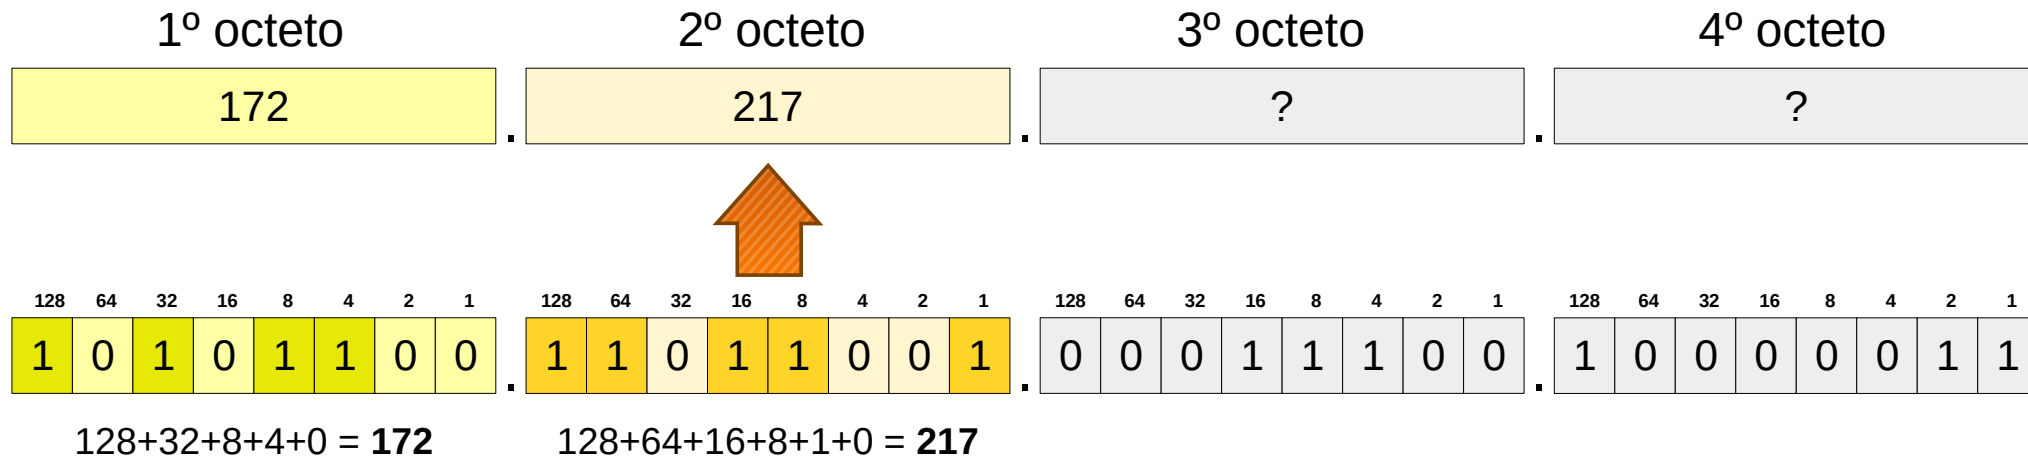 1º octeto 2º octeto 3º octeto 4º octeto
172 . 217 . ? . ?
128 64 32 16 8 4 2 1 128 64 32 16 8 4 2 1 128 64 32 16 8 4 2 1 128 64 32 16 8 4 2 1
1 0 1 0 1 1 0 0 . 1 1 0 1 1 0 0 1 . 0 0 0 1 1 1 0 0 . 1 0 0 0 0 0 1 1
128+32+8+4+0 = 172 128+64+16+8+1+0 = 217